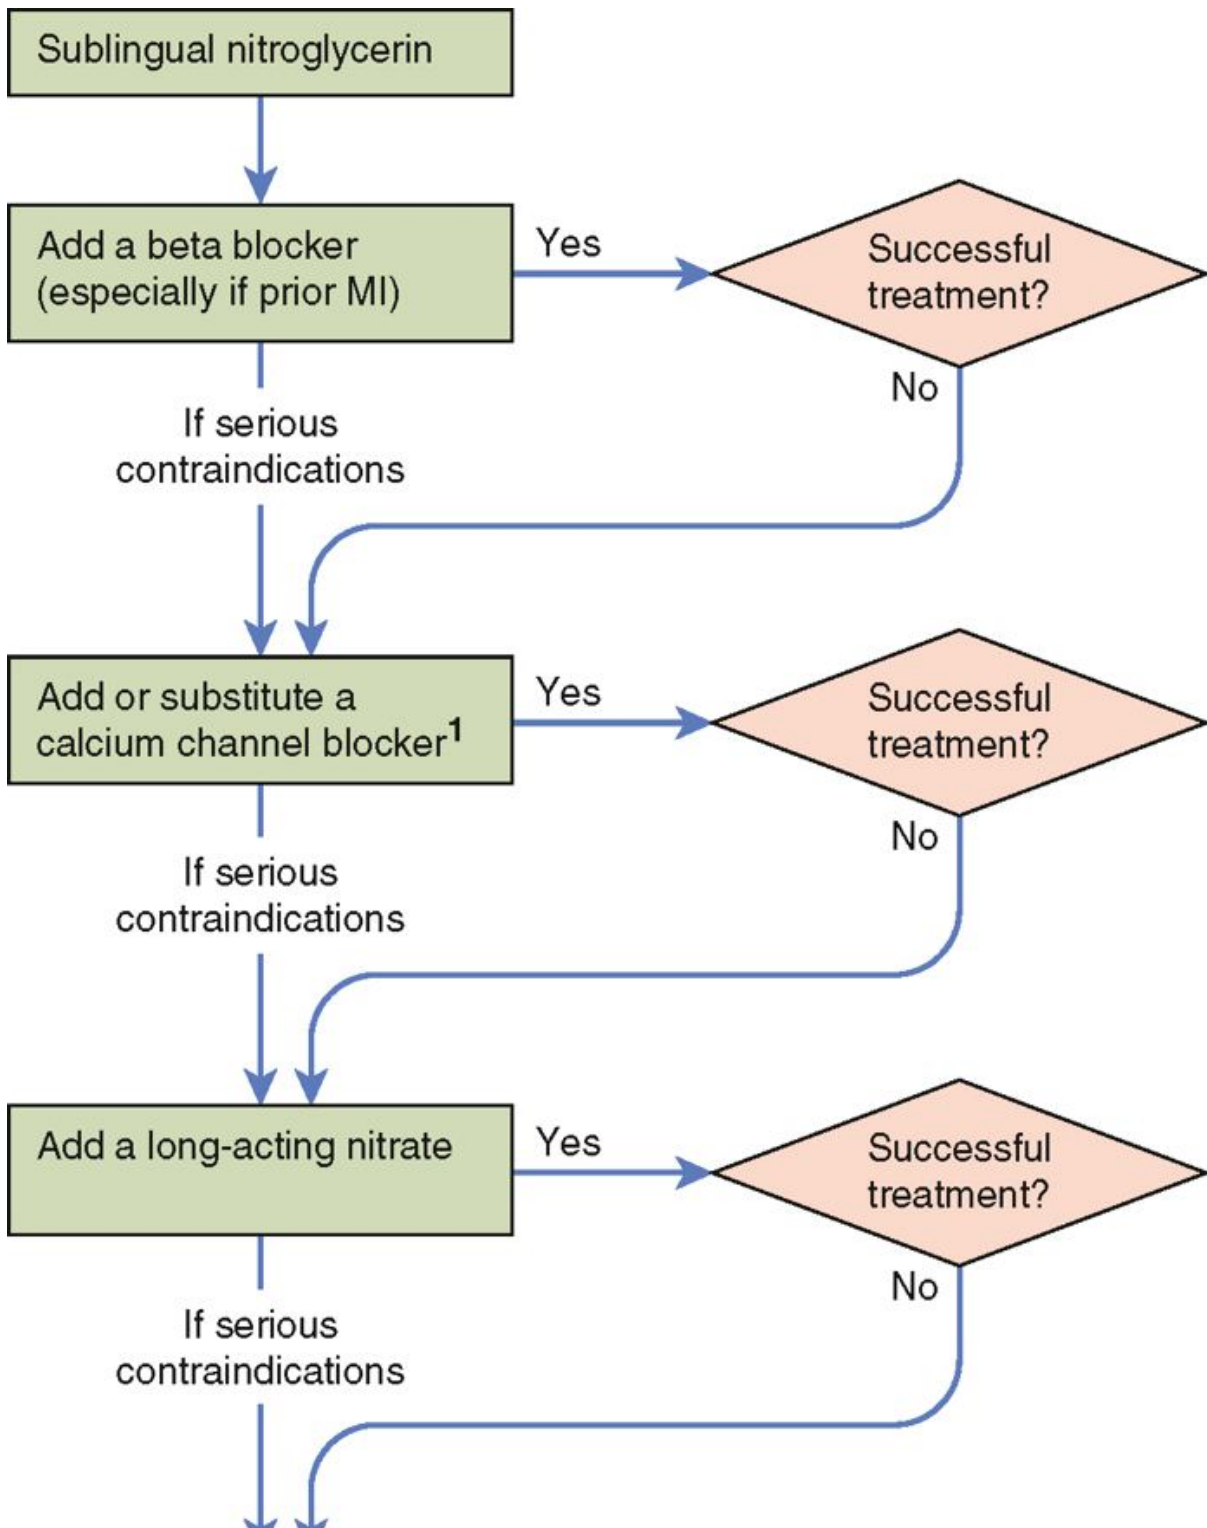 Sublingual nitroglycerin
Add a beta blocker
(especially if prior MI)
Yes
Successful
treatment?
No
If serious
contraindications
Add or substitute a
calcium channel blocker¹
Yes
Successful
treatment?
No
If serious
contraindications
Add a long-acting nitrate
Yes
Successful
treatment?
No
If serious
contraindications